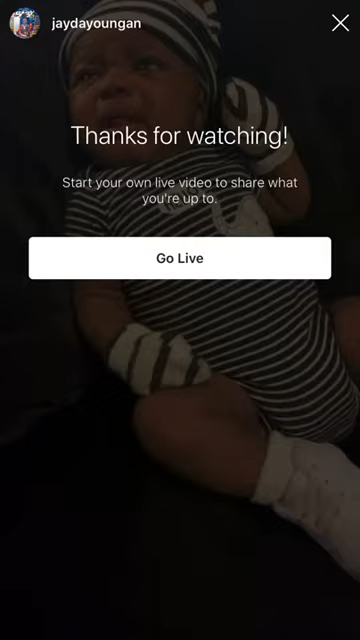 jaydayoungan
Thanks for watching!
Start your own live video to share what
you're up to.
Go Live